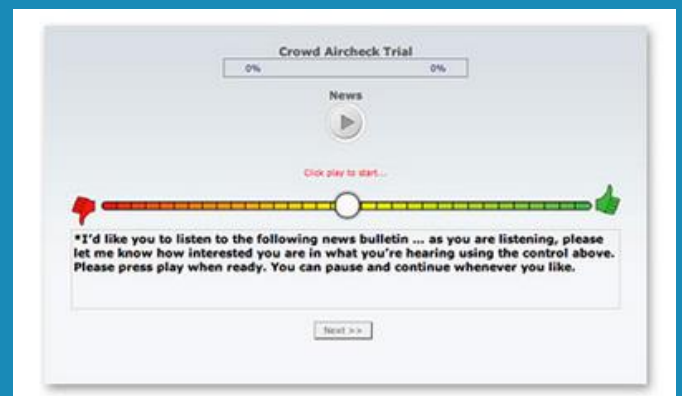 Crowd Aircheck Trial
0% 0%
News
Click play to start...
*I'd like you to listen to the following news bulletin ... as you are listening, please
let me know how interested you are in what you're hearing using the control above.
Please press play when ready. You can pause and continue whenever you like.
Next >>